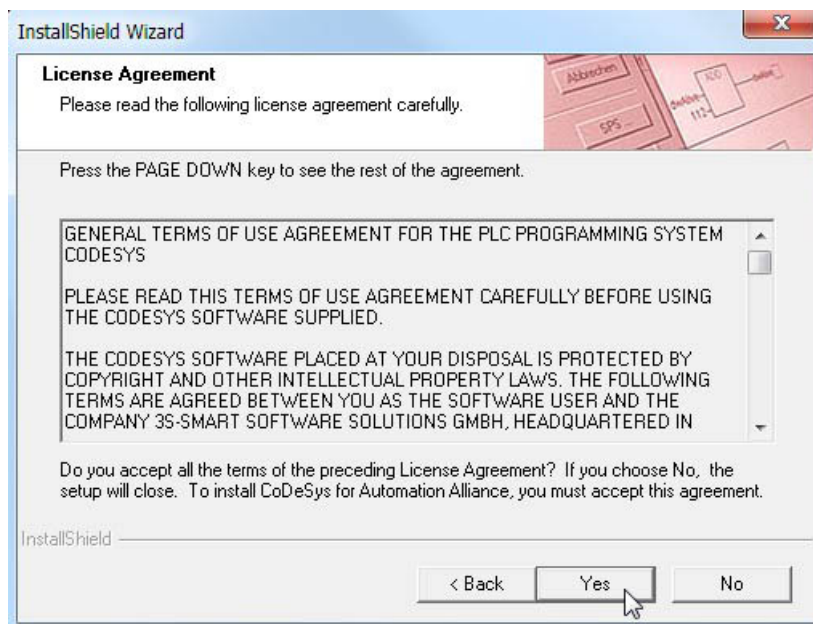 InstallShield Wizard
License Agreement
Please read the following license agreement carefully.
Abbrechen
SPS ...
112
Press the PAGE DOWN key to see the rest of the agreement.
GENERAL TERMS OF USE AGREEMENT FOR THE PLC PROGRAMMING SYSTEM
CODESYS
PLEASE READ THIS TERMS OF USE AGREEMENT CAREFULLY BEFORE USING
THE CODESYS SOFTWARE SUPPLIED.
THE CODESYS SOFTWARE PLACED AT YOUR DISPOSAL IS PROTECTED BY
COPYRIGHT AND OTHER INTELLECTUAL PROPERTY LAWS. THE FOLLOWING
TERMS ARE AGREED BETWEEN YOU AS THE SOFTWARE USER AND THE
COMPANY 3S-SMART SOFTWARE SOLUTIONS GMBH, HEADQUARTERED IN
Do you accept all the terms of the preceding License Agreement? If you choose No, the
setup will close. To install CoDeSys for Automation Alliance, you must accept this agreement.
InstallShield
< Back
Yes
No